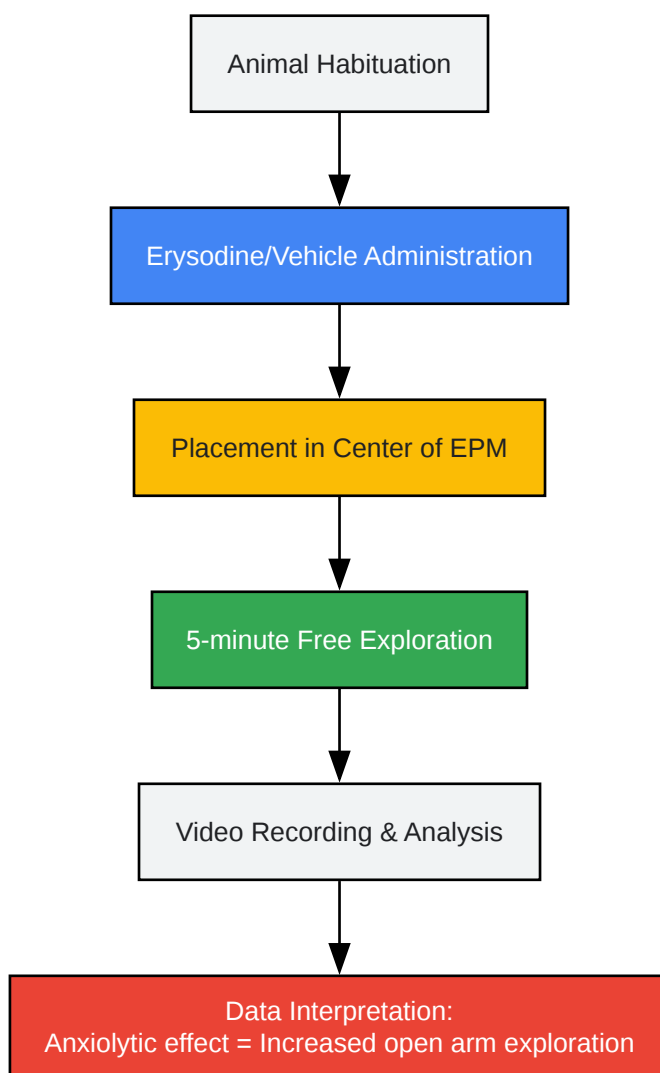 Animal Habituation
Erysodine/Vehicle Administration
Placement in Center of EPM
5-minute Free Exploration
Video Recording & Analysis
Data Interpretation:
Anxiolytic effect = Increased open arm exploration